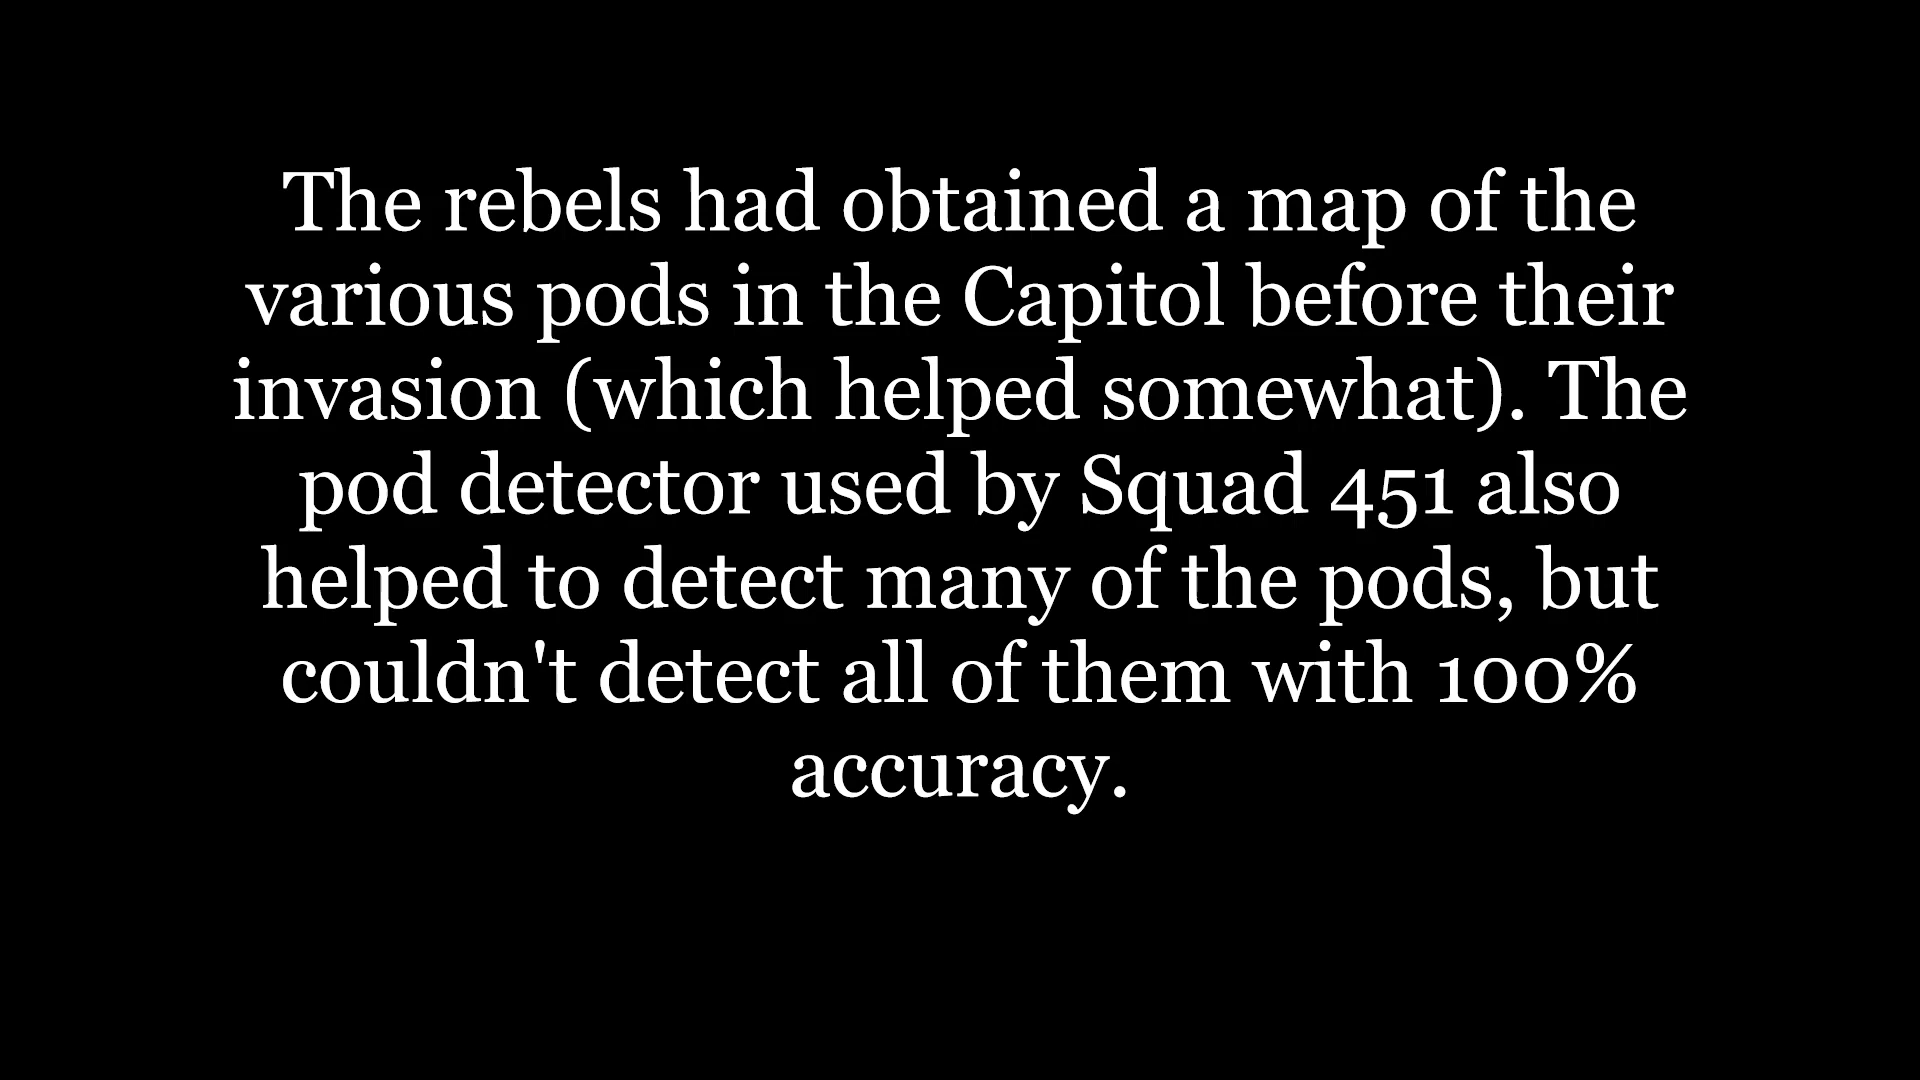 The rebels had obtained a map of the
various pods in the Capitol before their
invasion (which helped somewhat). The
pod detector used by Squad 451 also
helped to detect many of the pods, but
couldn't detect all of them with 100%
accuracy.